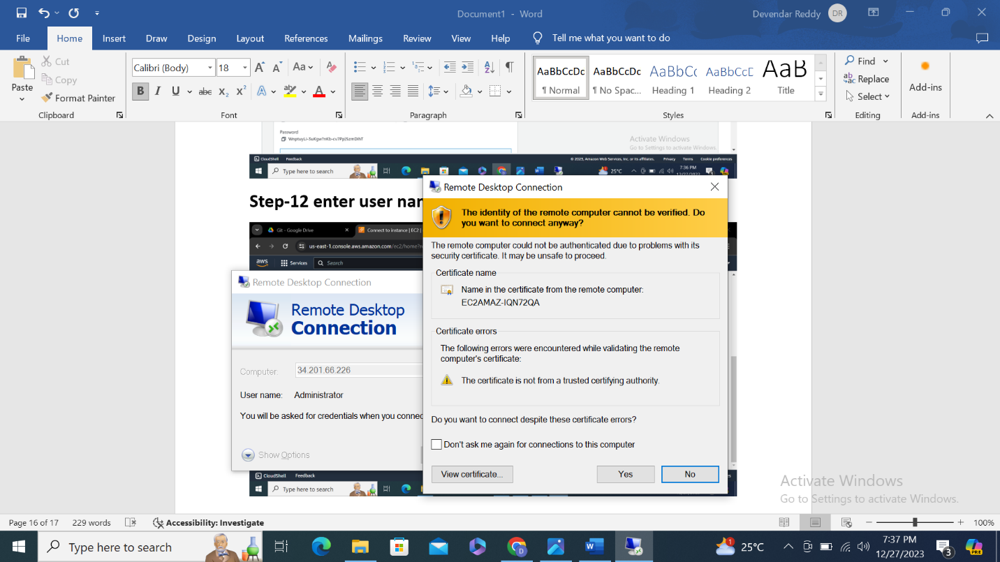 Document1 - Word
Devendar Reddy DR
File Home Insert Draw Design Layout References Mailings Review View Help Tell me what you want to do
Paste
Cut
Copy
Format Painter
Clipboard
Calibri (Body) 18
Font
Paragraph
AaBbCcDc AaBbCcDc AaBbCc AaBbCcD AaB
¶ Normal ¶ No Spac... Heading 1 Heading 2 Title
Styles
Find
Replace
Select
Editing
Add-ins
Add-ins
Password
Activate Windows
Go to Settings to activate Windows.
CloudShell Feedback © 2023, Amazon Web Services, Inc. or its affiliates. Privacy Terms Cookie preferences
Type here to search 25°C 7:36 PM
12/27/2023
Step-12 enter user nam
Git - Google Drive Connect to instance | EC2 |
us-east-1.console.aws.amazon.com/ec2/home?r
aws Services Search
Remote Desktop Connection
Remote Desktop
Connection
Computer: 34.201.66.226
User name: Administrator
You will be asked for credentials when you connec
Show Options
CloudShell Feedback
Type here to search
Remote Desktop Connection
The identity of the remote computer cannot be verified. Do
you want to connect anyway?
The remote computer could not be authenticated due to problems with its
security certificate. It may be unsafe to proceed.
Certificate name
Name in the certificate from the remote computer:
EC2AMAZ-IQN72QA
Certificate errors
The following errors were encountered while validating the remote
computer's certificate:
The certificate is not from a trusted certifying authority.
Do you want to connect despite these certificate errors?
Don't ask me again for connections to this computer
View certificate... Yes No
Activate Windows
Go to Settings to activate Windows.
Page 16 of 17 229 words Accessibility: Investigate 100%
Type here to search 1 25°C 7:37 PM 3 PRE
12/27/2023